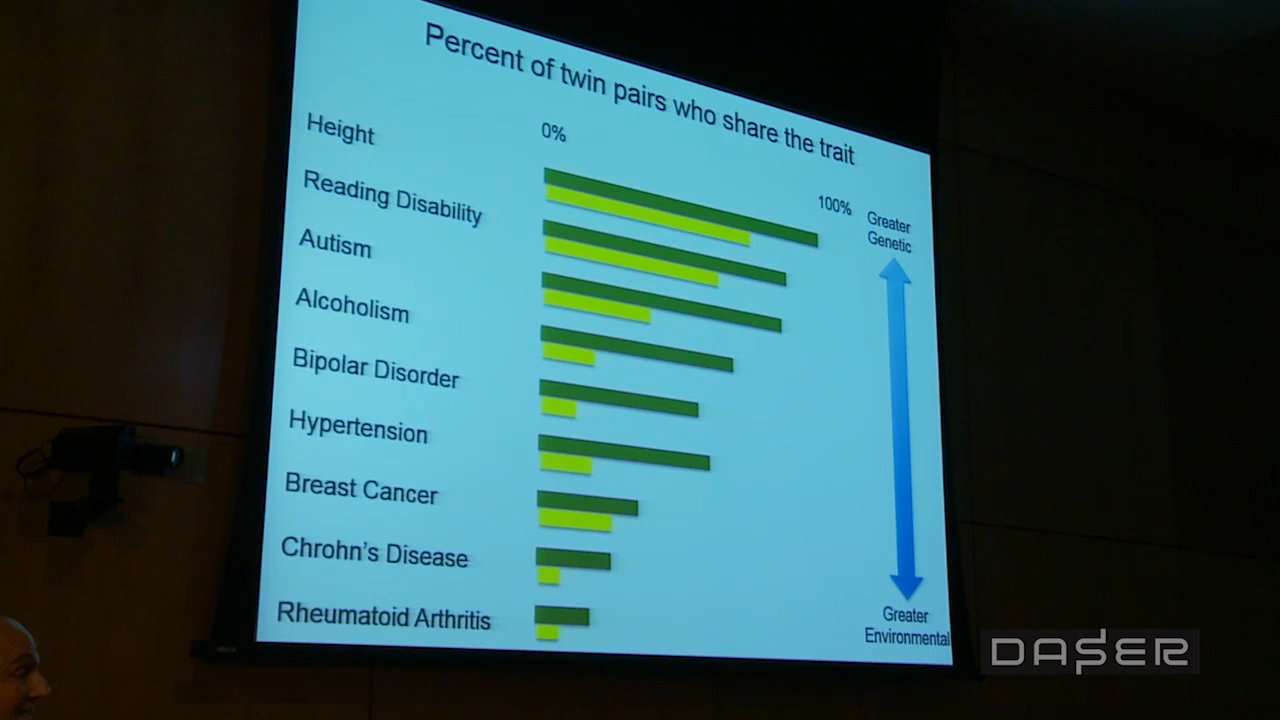 Percent of twin pairs who share the trait
0%
100%
Height
Reading Disability
Autism
Alcoholism
Bipolar Disorder
Hypertension
Breast Cancer
Chrohn's Disease
Rheumatoid Arthritis
Greater
Genetic
Greater
Environmental
DASER